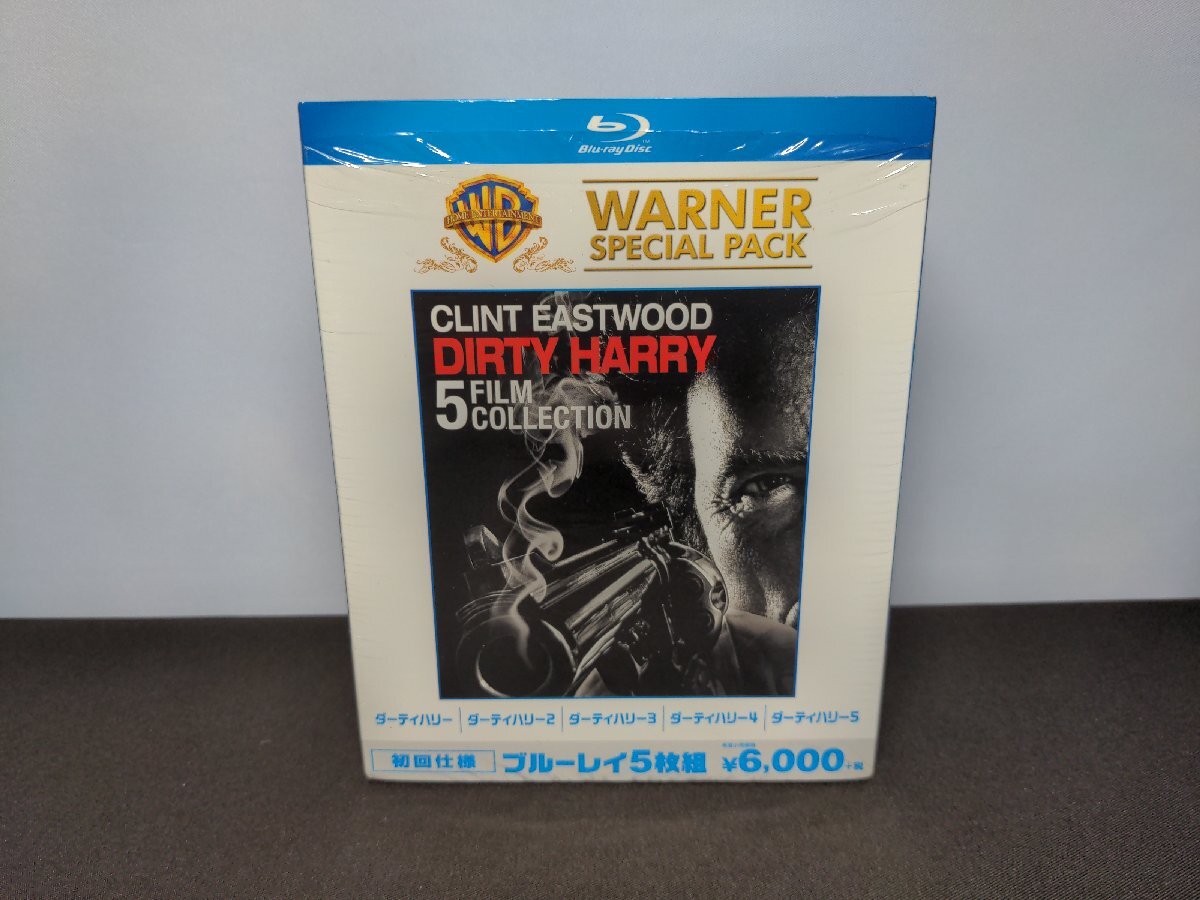 Blu-ray Disc
WB
HOME ENTERTAINMENT
WARNER
SPECIAL PACK
CLINT EASTWOOD
DIRTY HARRY
5 FILM
COLLECTION
ダーティハリー ダーティハリー2 ダーティハリー3 ダーティハリー4 ダーティハリー5
初回仕様 ブルーレイ5枚組 ¥6,000+税